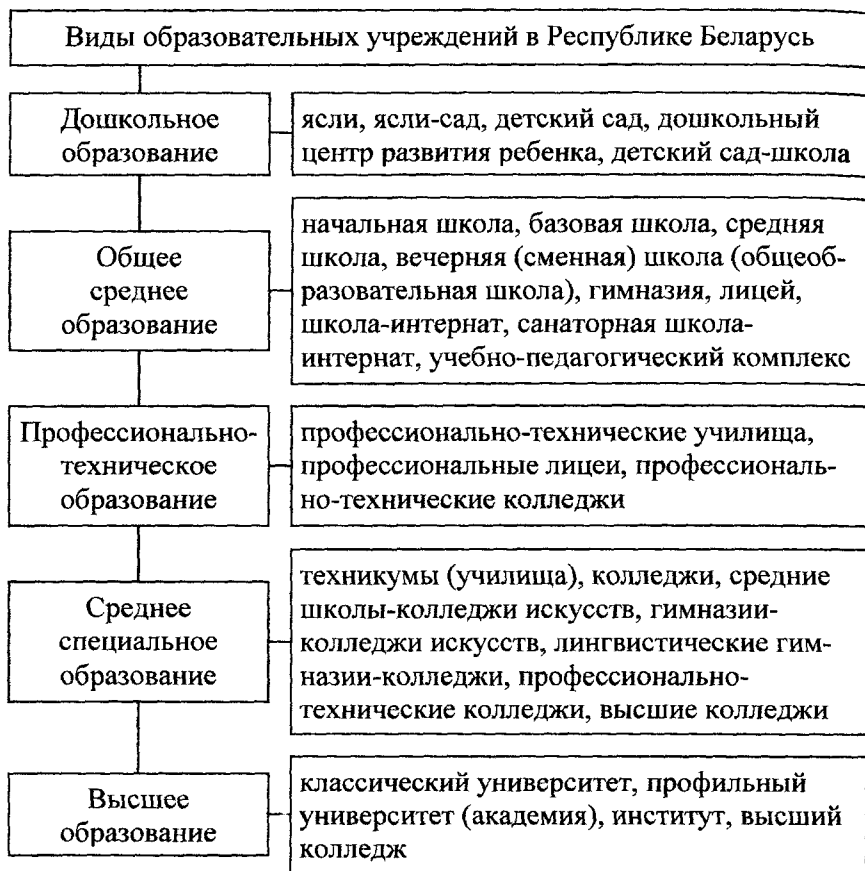 Виды образовательных учреждений в Республике Беларусь
Дошкольное
образование
ясли, ясли-сад, детский сад, дошкольный
центр развития ребенка, детский сад-школа
Общее
среднее
образование
начальная школа, базовая школа, средняя
школа, вечерняя (сменная) школа (общеоб-
разовательная школа), гимназия, лицей,
школа-интернат, санаторная школа-
интернат, учебно-педагогический комплекс
Профессионально-
техническое
образование
профессионально-технические училища,
профессиональные лицеи, профессиональ-
но-технические колледжи
Среднее
специальное
образование
техникумы (училища), колледжи, средние
школы-колледжи искусств, гимназии-
колледжи искусств, лингвистические гим-
назии-колледжи, профессионально-
технические колледжи, высшие колледжи
Высшее
образование
классический университет, профильный
университет (академия), институт, высший
колледж